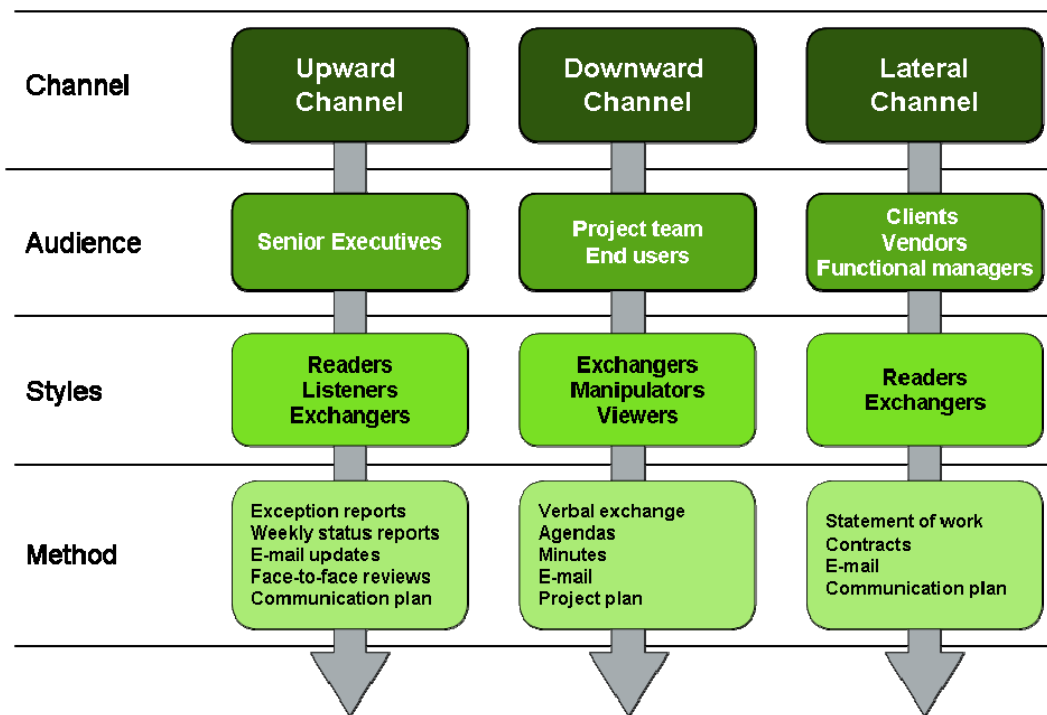 Channel
Upward
Channel
Downward
Channel
Lateral
Channel
Audience
Senior Executives
Project team
End users
Clients
Vendors
Functional managers
Styles
Readers
Listeners
Exchangers
Exchangers
Manipulators
Viewers
Readers
Exchangers
Method
Exception reports
Weekly status reports
E-mail updates
Face-to-face reviews
Communication plan
Verbal exchange
Agendas
Minutes
E-mail
Project plan
Statement of work
Contracts
E-mail
Communication plan